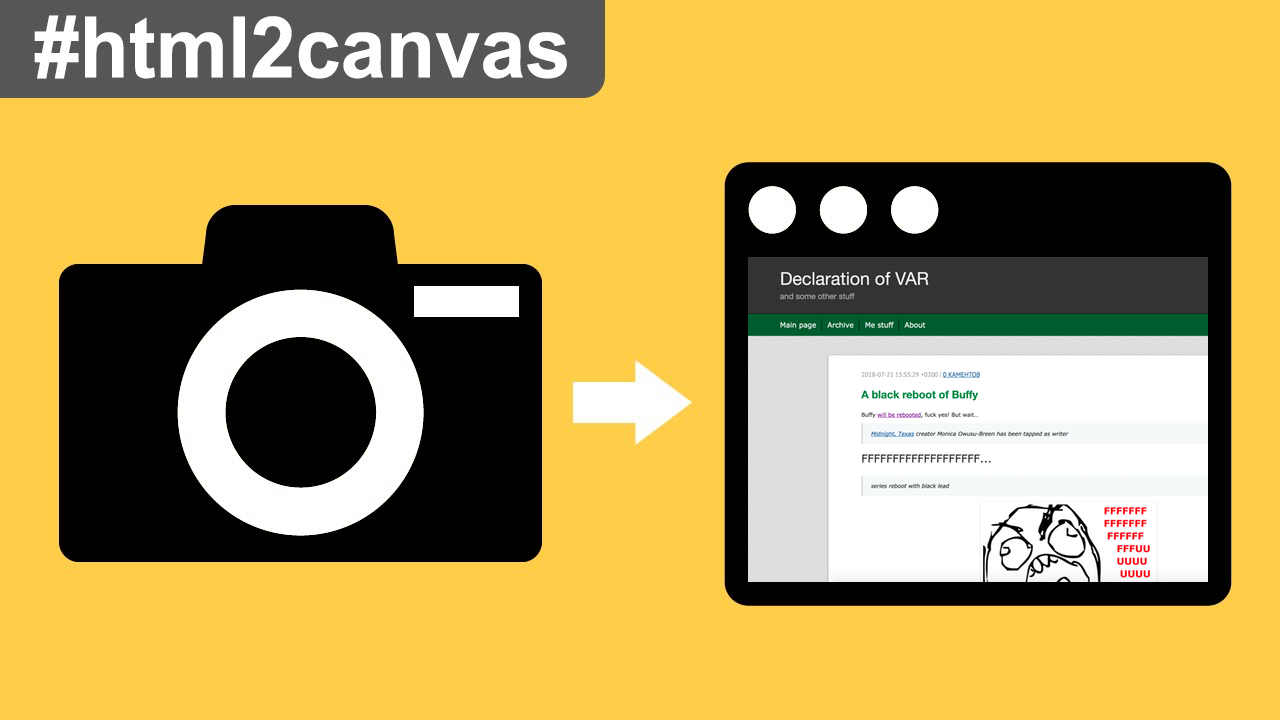 #html2canvas
Declaration of VAR
and some other stuff
Main page Archive Me stuff About
2018-07-21 15:55:29 +0200 | 0 КАМЕНТОВ
A black reboot of Buffy
Buffy will be rebooted, fuck yes! But wait...
Midnight, Texas creator Monica Owusu-Breen has been tapped as writer
FFFFFFFFFFFFFFFFFFF...
series reboot with black lead
FFFFFFF
FFFFFFF
FFFFFF
FFFUU
UUUU
UUUU